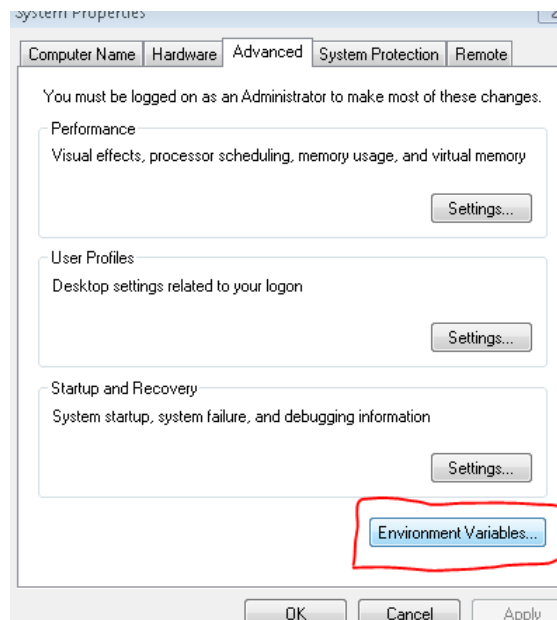 System Properties
Computer Name Hardware Advanced System Protection Remote
You must be logged on as an Administrator to make most of these changes.
Performance
Visual effects, processor scheduling, memory usage, and virtual memory
Settings...
User Profiles
Desktop settings related to your logon
Settings...
Startup and Recovery
System startup, system failure, and debugging information
Settings...
Environment Variables...
OK Cancel Apply